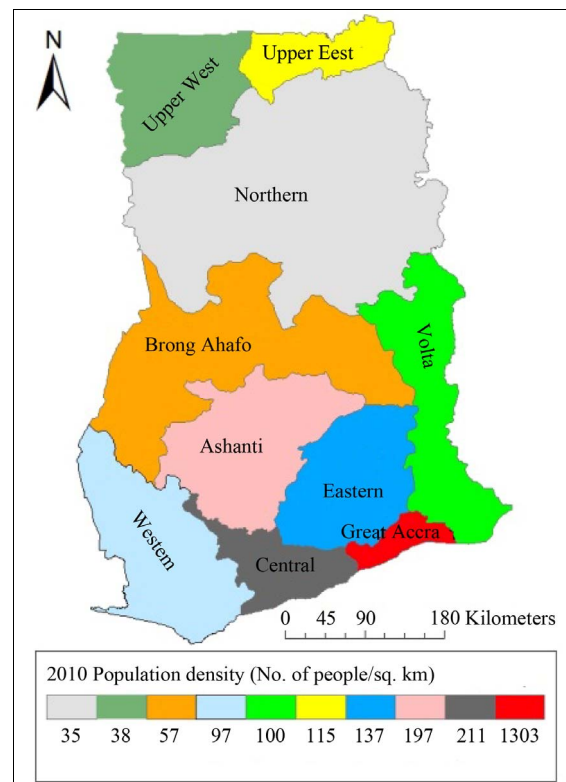 N
Upper Eest
Upper West
Northern
Volta
Brong Ahafo
Ashanti
Eastern
Western
Great Accra
Central
0 45 90 180 Kilometers
2010 Population density (No. of people/sq. km)
35 38 57 97 100 115 137 197 211 1303